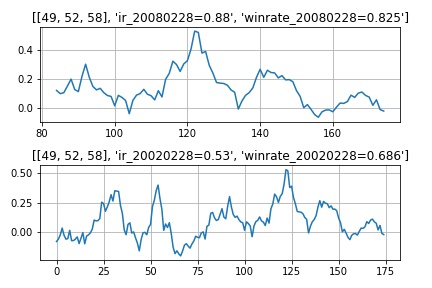 [[49, 52, 58], 'ir_20080228=0.88', 'winrate_20080228=0.825']
0.4
0.2
0.0
80 100 120 140 160
[[49, 52, 58], 'ir_20020228=0.53', 'winrate_20020228=0.686']
0.50
0.25
0.00
0 25 50 75 100 125 150 175